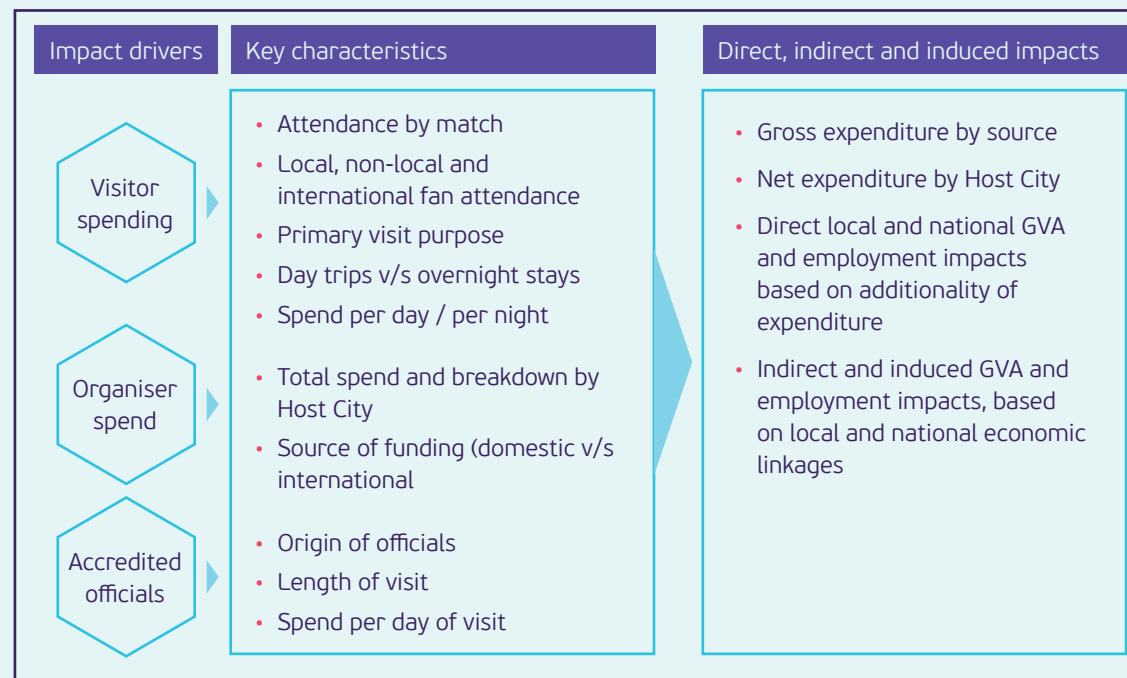 Impact drivers
Key characteristics
Direct, indirect and induced impacts
Visitor
spending
• Attendance by match
• Local, non-local and
international fan attendance
• Primary visit purpose
• Day trips v/s overnight stays
• Spend per day / per night
Organiser
spend
• Total spend and breakdown by
Host City
• Source of funding (domestic v/s
international
Accredited
officials
• Origin of officials
• Length of visit
• Spend per day of visit
• Gross expenditure by source
• Net expenditure by Host City
• Direct local and national GVA
and employment impacts
based on additionality of
expenditure
• Indirect and induced GVA and
employment impacts, based
on local and national economic
linkages